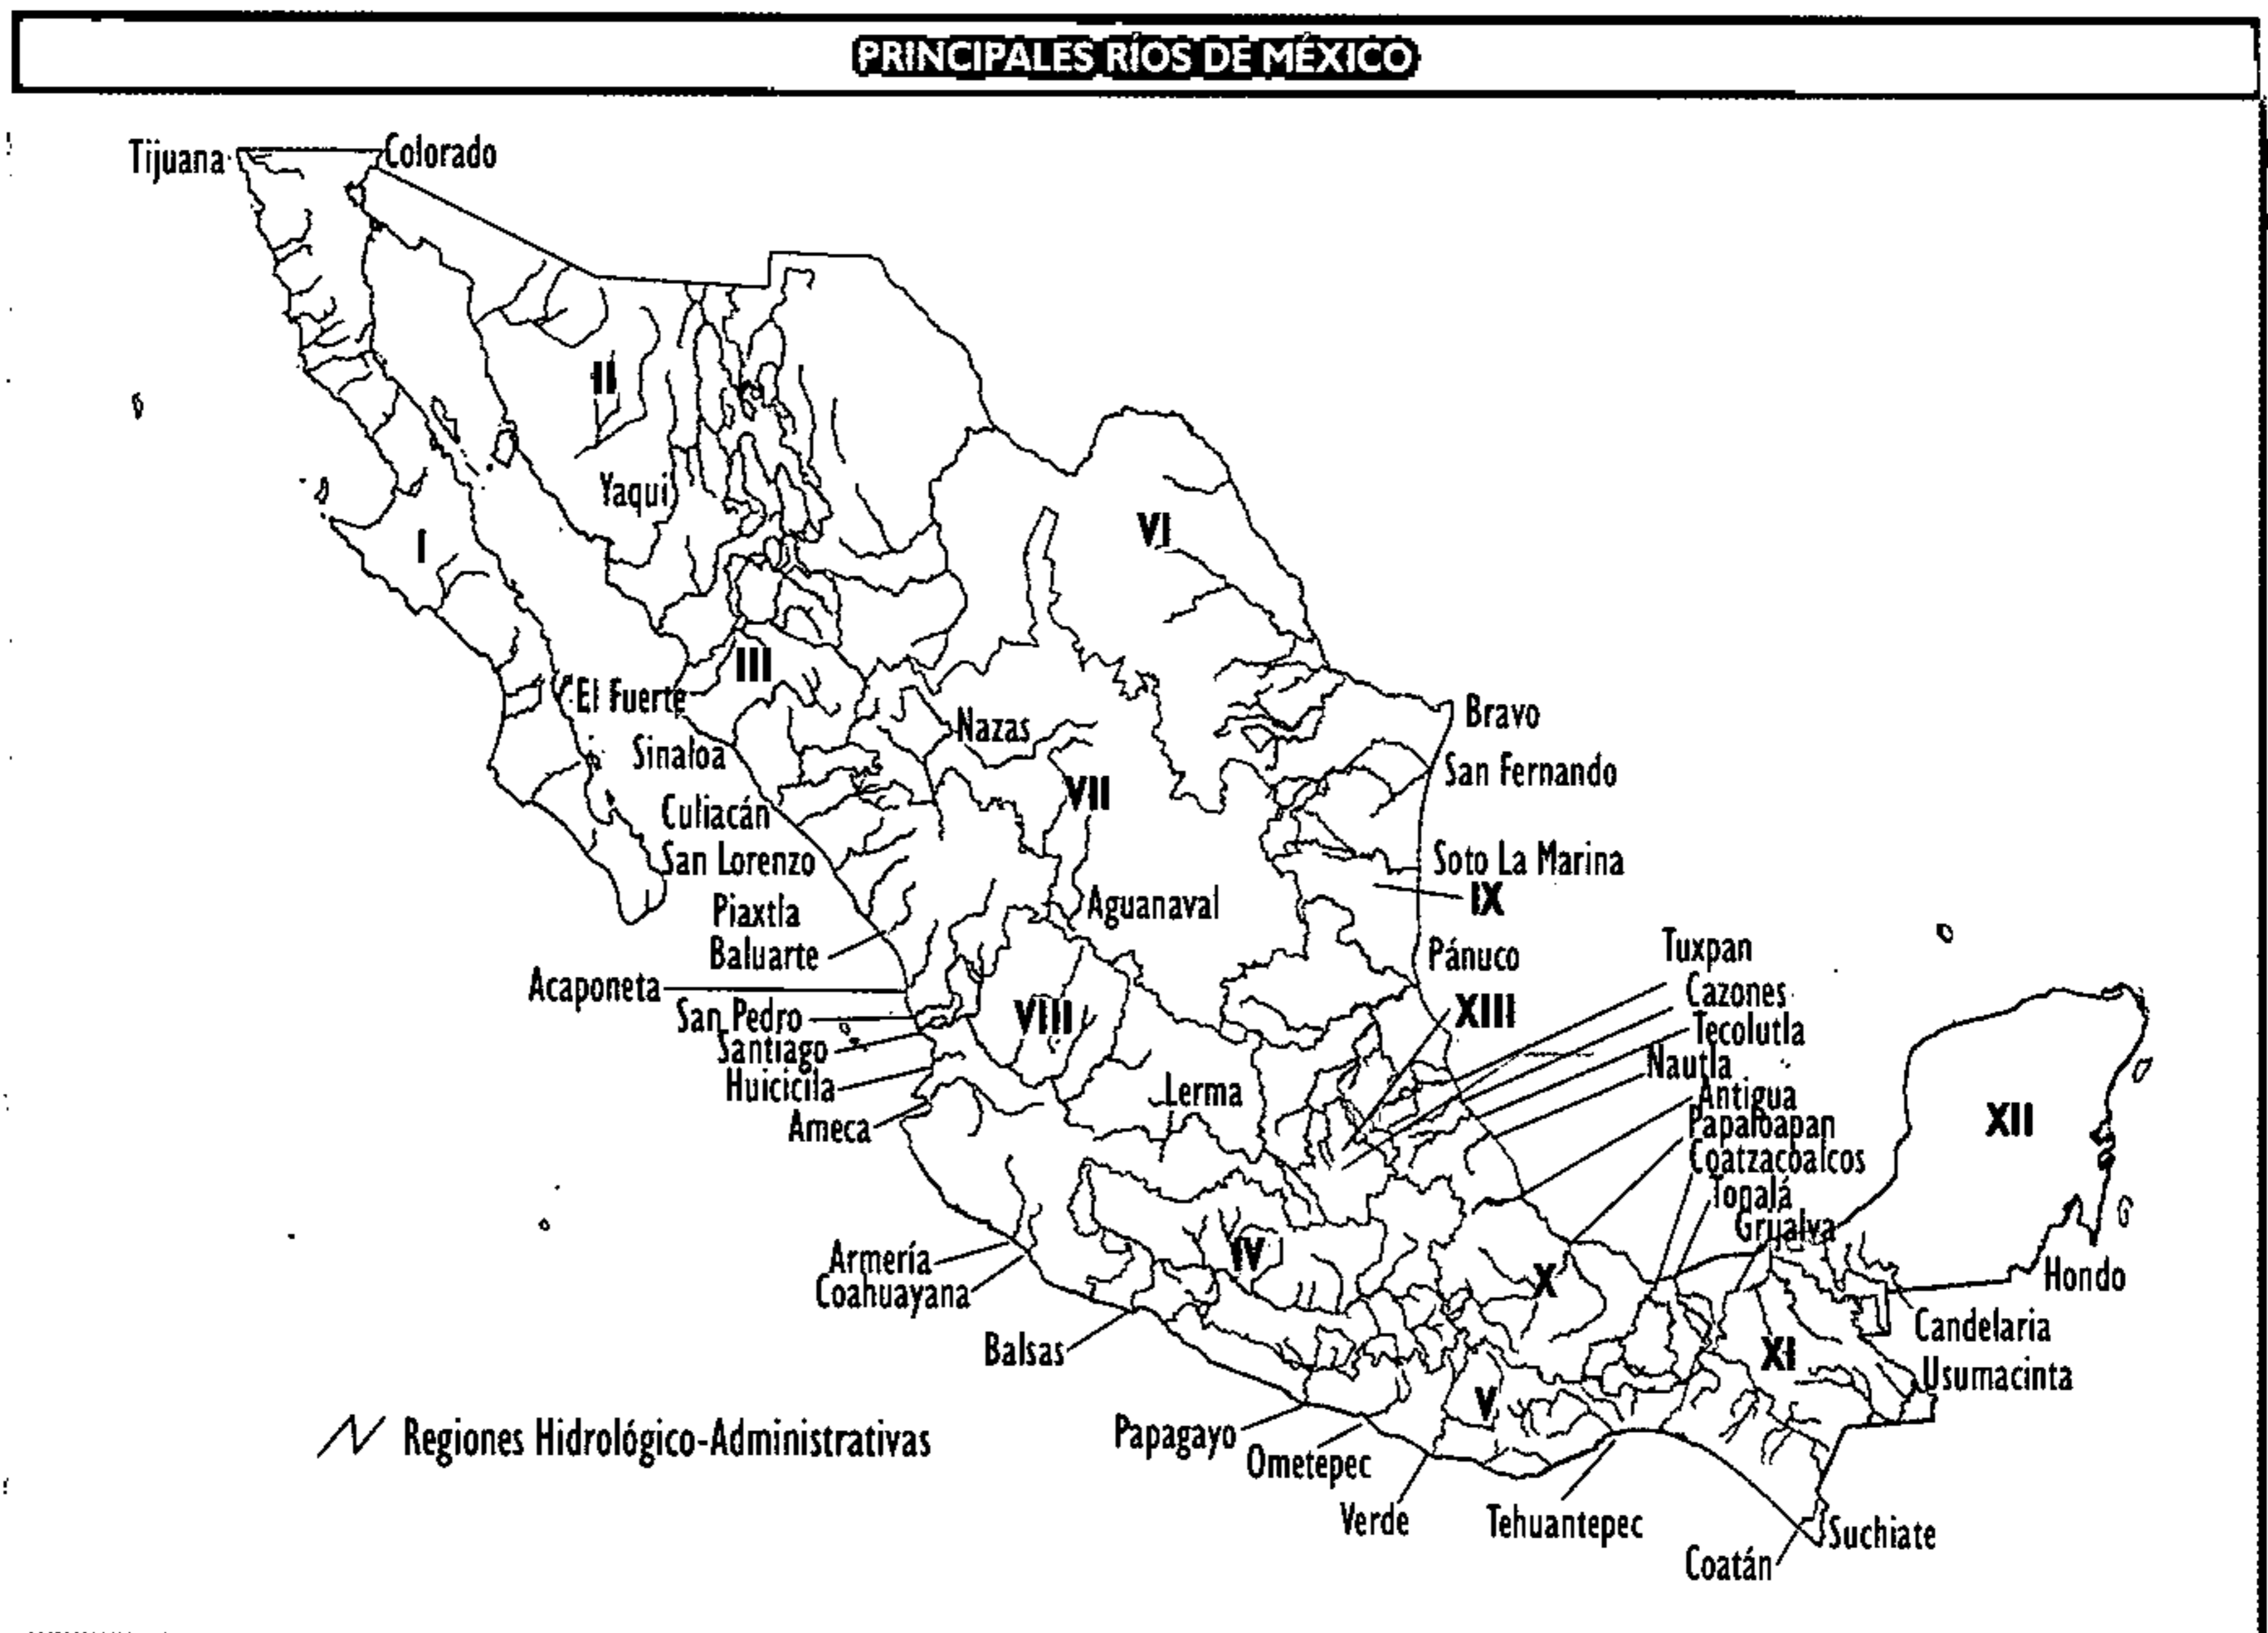 PRINCIPALES RÍOS DE MÉXICO
Tijuana
Colorado
II
Yaqui
I
VI
III
El Fuerte
Nazas
Bravo
Sinaloa
San Fernando
VII
Culiacán
San Lorenzo
Soto La Marina
IX
Piaxtla
Aguanaval
Baluarte
Pánuco
Tuxpan
Acaponeta
Cazones
San Pedro
VIII
XIII
Tecolutla
Santiago
Nautla
Huicicila
Lerma
Antigua
Ameca
Papaloapan
XII
Coatzacoalcos
Tonalá
Grijalva
Armería
IV
X
Hondo
Coahuayana
Candelaria
Balsas
XI
Usumacinta
V
Regiones Hidrológico-Administrativas
Papagayo
Ometepec
Verde
Tehuantepec
Suchiate
Coatán